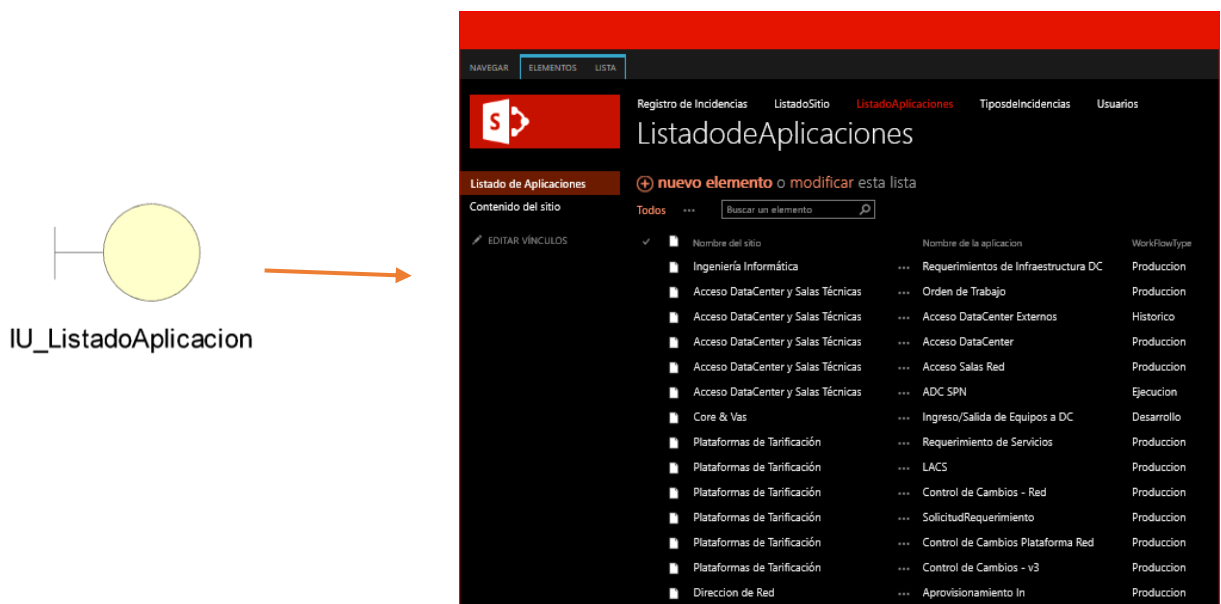 IU_ListadoAplicacion
NAVEGAR ELEMENTOS LISTA
S
Registro de Incidencias ListadoSitio ListadoAplicaciones TiposdeIncidencias Usuarios
ListadodeAplicaciones
Listado de Aplicaciones
Contenido del sitio
EDITAR VÍNCULOS
nuevo elemento o modificar esta lista
Todos ••• Buscar un elemento
Nombre del sitio Nombre de la aplicacion WorkFlowType
Ingeniería Informática ••• Requerimientos de Infraestructura DC Produccion
Acceso DataCenter y Salas Técnicas ••• Orden de Trabajo Produccion
Acceso DataCenter y Salas Técnicas ••• Acceso DataCenter Externos Historico
Acceso DataCenter y Salas Técnicas ••• Acceso DataCenter Produccion
Acceso DataCenter y Salas Técnicas ••• Acceso Salas Red Produccion
Acceso DataCenter y Salas Técnicas ••• ADC SPN Ejecucion
Core & Vas ••• Ingreso/Salida de Equipos a DC Desarrollo
Plataformas de Tarificación ••• Requerimiento de Servicios Produccion
Plataformas de Tarificación ••• LACS Produccion
Plataformas de Tarificación ••• Control de Cambios - Red Produccion
Plataformas de Tarificación ••• SolicitudRequerimiento Produccion
Plataformas de Tarificación ••• Control de Cambios Plataforma Red Produccion
Plataformas de Tarificación ••• Control de Cambios - v3 Produccion
Direccion de Red ••• Aprovisionamiento In Produccion